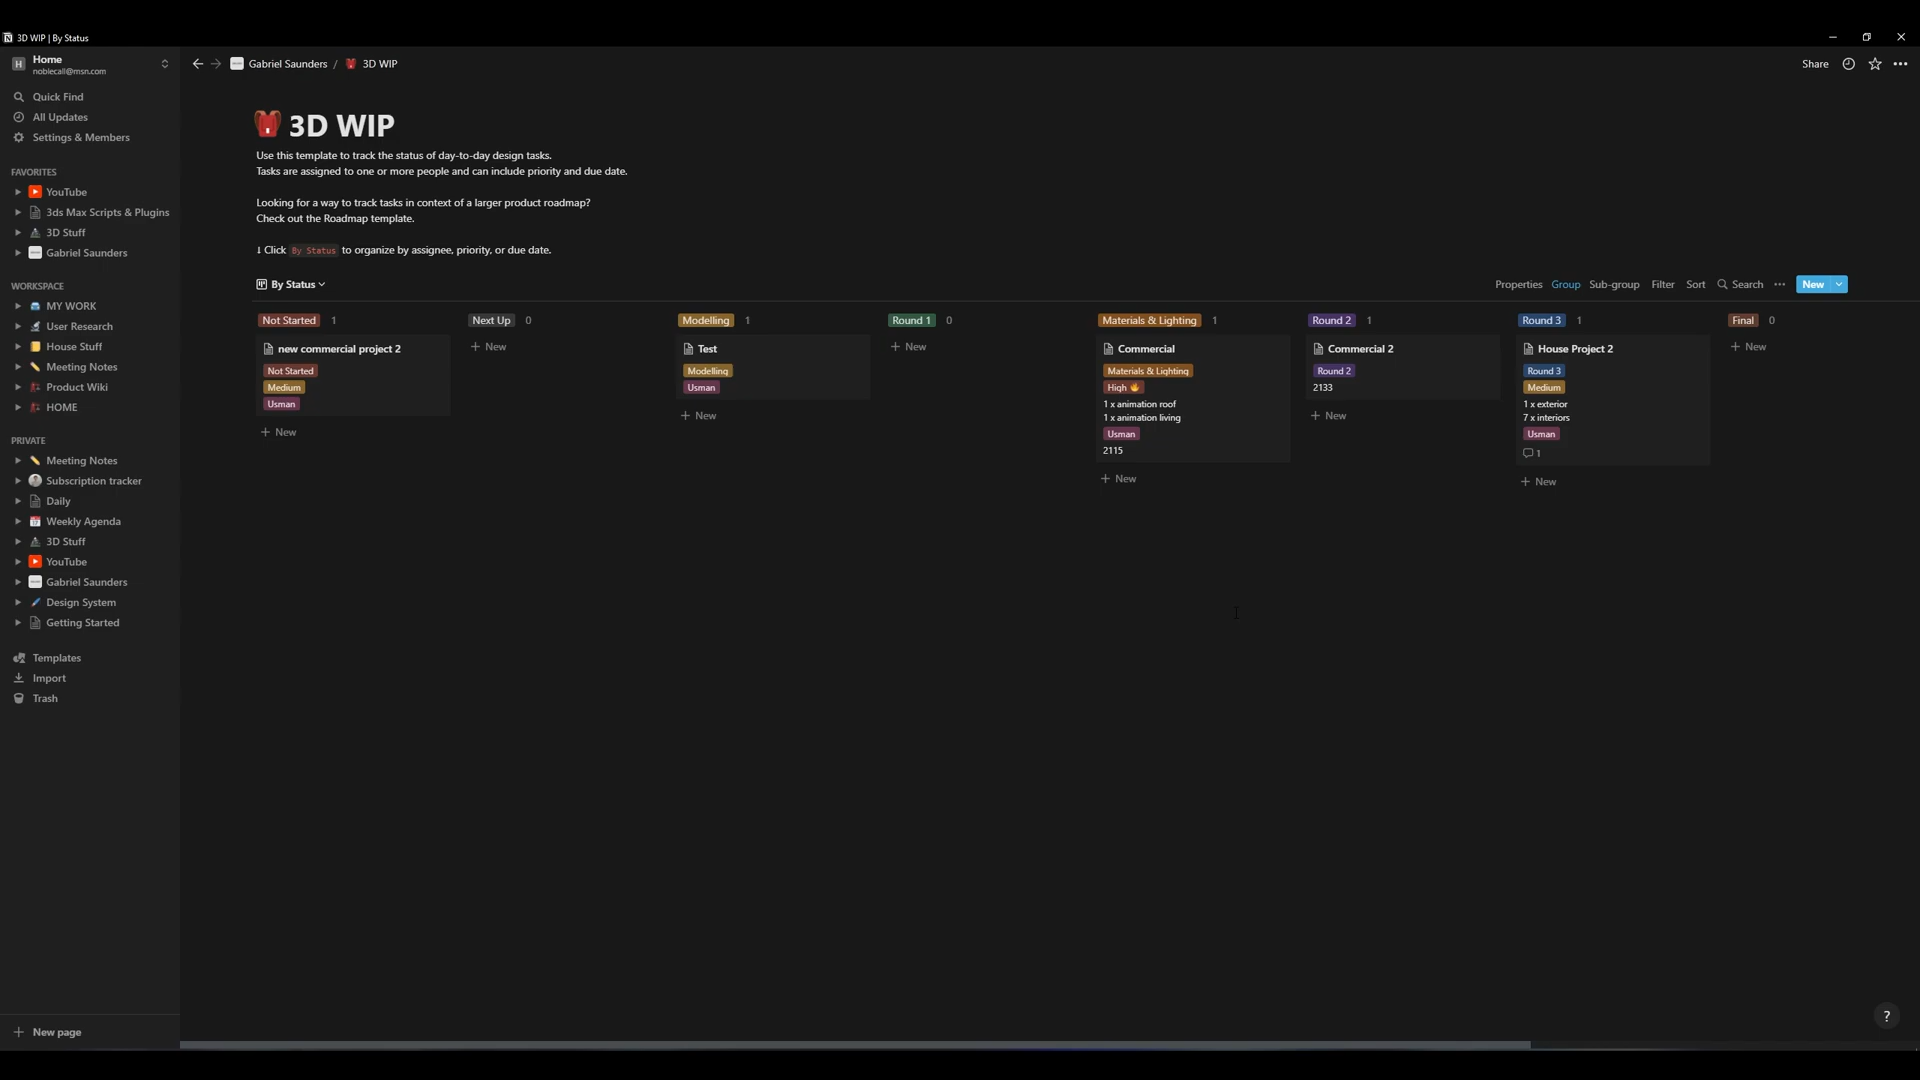 3D WIP | By Status
Home
noblecall@msn.com
Quick Find
All Updates
Settings & Members
FAVORITES
YouTube
3ds Max Scripts & Plugins
3D Stuff
Gabriel Saunders
WORKSPACE
MY WORK
User Research
House Stuff
Meeting Notes
Product Wiki
HOME
PRIVATE
Meeting Notes
Subscription tracker
Daily
Weekly Agenda
3D Stuff
YouTube
Gabriel Saunders
Design System
Getting Started
Templates
Import
Trash
New page
Gabriel Saunders / 3D WIP
Share
3D WIP
Use this template to track the status of day-to-day design tasks.
Tasks are assigned to one or more people and can include priority and due date.
Looking for a way to track tasks in context of a larger product roadmap?
Check out the Roadmap template.
↓ Click By Status to organize by assignee, priority, or due date.
By Status
Properties Group Sub-group Filter Sort Search New
Not Started 1
new commercial project 2
Not Started
Medium
Usman
+ New
Next Up 0
+ New
Modelling 1
Test
Modelling
Usman
+ New
Round 1 0
+ New
Materials & Lighting 1
Commercial
Materials & Lighting
High 🔥
1 x animation roof
1 x animation living
Usman
2115
+ New
Round 2 1
Commercial 2
Round 2
2133
+ New
Round 3 1
House Project 2
Round 3
Medium
1 x exterior
7 x interiors
Usman
1
+ New
Final 0
+ New
?